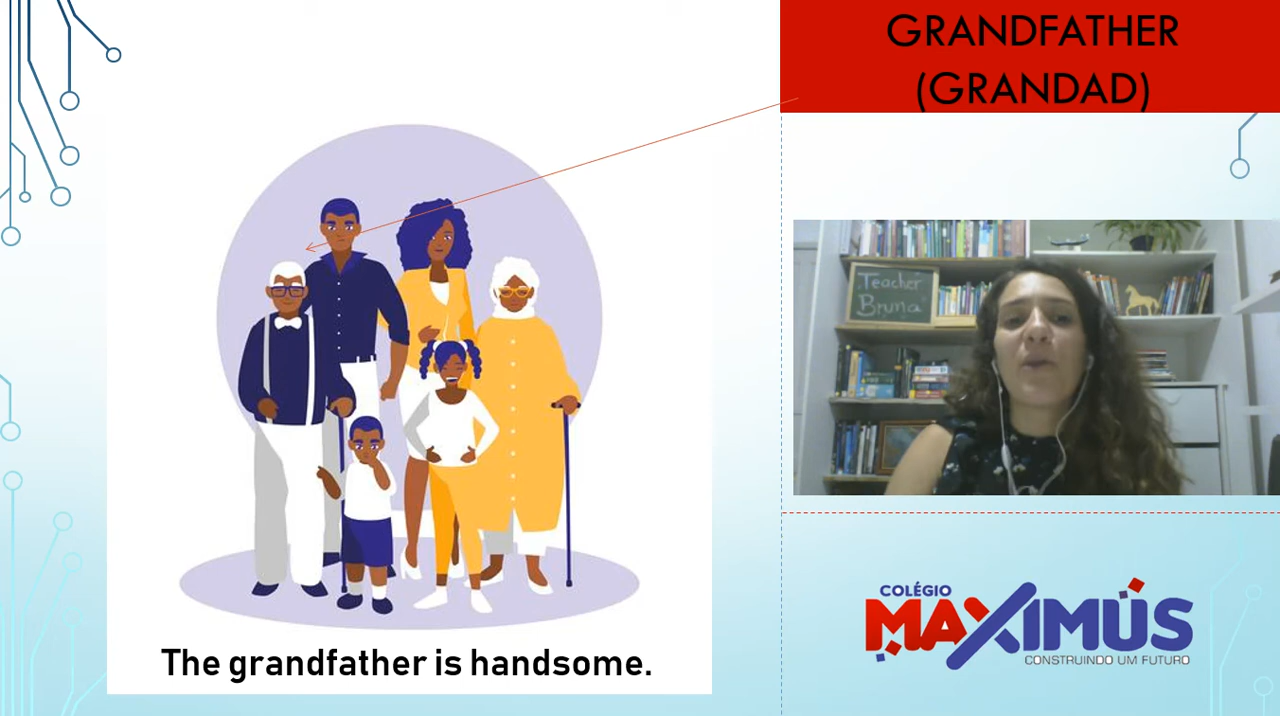 GRANDFATHER
(GRANDAD)
Teacher
Bruna
The grandfather is handsome.
COLÉGIO
MAXIMÚS
CONSTRUINDO UM FUTURO